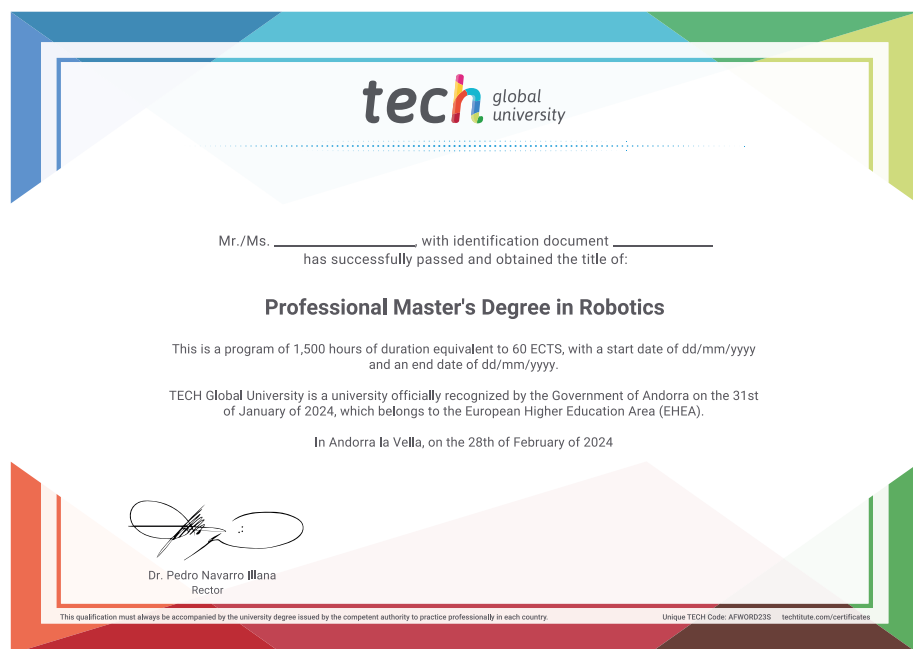 tech global university
Mr./Ms. ____________, with identification document ____________
has successfully passed and obtained the title of:
Professional Master's Degree in Robotics
This is a program of 1,500 hours of duration equivalent to 60 ECTS, with a start date of dd/mm/yyyy
and an end date of dd/mm/yyyy.
TECH Global University is a university officially recognized by the Government of Andorra on the 31st
of January of 2024, which belongs to the European Higher Education Area (EHEA).
In Andorra la Vella, on the 28th of February of 2024
Dr. Pedro Navarro Illana
Rector
This qualification must always be accompanied by the university degree issued by the competent authority to practice professionally in each country.
Unique TECH Code: AFWORD23S techtitute.com/certificates